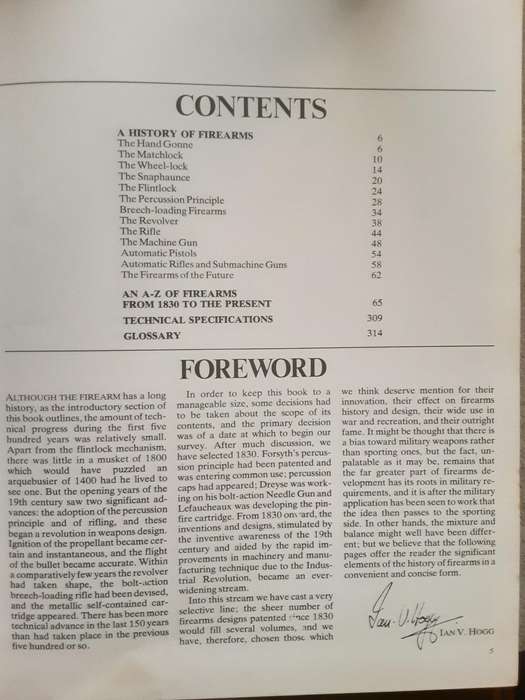 CONTENTS
A HISTORY OF FIREARMS 6
The Hand Gonne 6
The Matchlock 10
The Wheel-lock 14
The Snaphaunce 20
The Flintlock 24
The Percussion Principle 28
Breech-loading Firearms 34
The Revolver 38
The Rifle 44
The Machine Gun 48
Automatic Pistols 54
Automatic Rifles and Submachine Guns 58
The Firearms of the Future 62
AN A-Z OF FIREARMS
FROM 1830 TO THE PRESENT 65
TECHNICAL SPECIFICATIONS 309
GLOSSARY 314
FOREWORD
ALTHOUGH THE FIREARM has a long
history, as the introductory section of
this book outlines, the amount of tech-
nical progress during the first five
hundred years was relatively small.
Apart from the flintlock mechanism,
there was little in a musket of 1800
which would have puzzled an
arquebusier of 1400 had he lived to
see one. But the opening years of the
19th century saw two significant ad-
vances: the adoption of the percussion
principle and of rifling, and these
began a revolution in weapons design.
Ignition of the propellant became cer-
tain and instantaneous, and the flight
of the bullet became accurate. Within
a comparatively few years the revolver
had taken shape, the bolt-action
breech-loading rifle had been devised,
and the metallic self-contained car-
tridge appeared. There has been more
technical advance in the last 150 years
than had taken place in the previous
five hundred or so.
In order to keep this book to a
manageable size, some decisions had
to be taken about the scope of its
contents, and the primary decision
was of a date at which to begin our
survey. After much discussion, we
have selected 1830. Forsyth's percus-
sion principle had been patented and
was entering common use; percussion
caps had appeared; Dreyse was work-
ing on his bolt-action Needle Gun and
Lefaucheaux was developing the pin-
fire cartridge. From 1830 onward, the
inventions and designs, stimulated by
the inventive awareness of the 19th
century and aided by the rapid im-
provements in machinery and manu-
facturing technique due to the Indus-
trial Revolution, became an ever-
widening stream.
Into this stream we have cast a very
selective line; the sheer number of
firearms designs patented since 1830
would fill several volumes, and we
have, therefore, chosen those which
we think deserve mention for their
innovation, their effect on firearms
history and design, their wide use in
war and recreation, and their outright
fame. It might be thought that there is
a bias toward military weapons rather
than sporting ones, but the fact, un-
palatable as it may be, remains that
the far greater part of firearms de-
velopment has its roots in military re-
quirements, and it is after the military
application has been seen to work that
the idea then passes to the sporting
side. In other hands, the mixture and
balance might well have been differ-
ent; but we believe that the following
pages offer the reader the significant
elements of the history of firearms in a
convenient and concise form.
Ian. V. Hogg
IAN V. HOGG
5